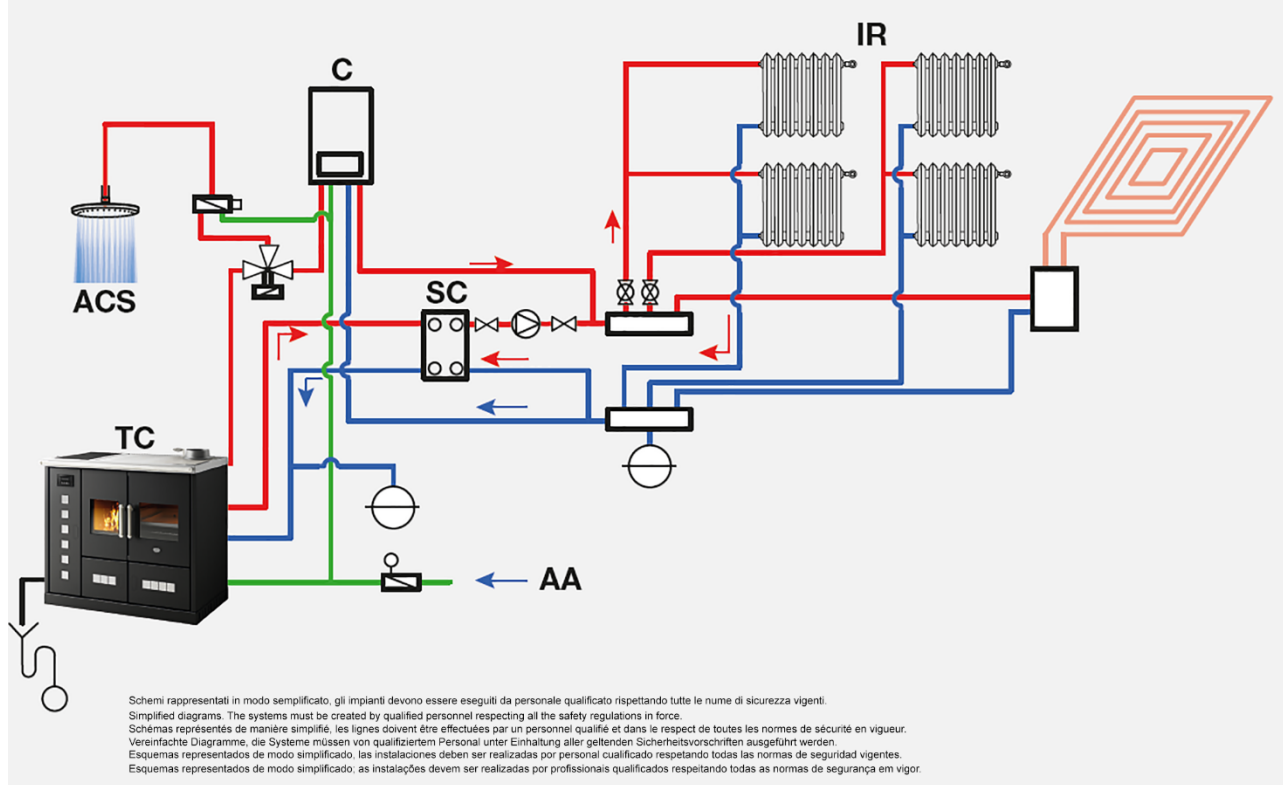 IR
C
SC
ACS
TC
AA
Schemi rappresentati in modo semplificato, gli impianti devono essere eseguiti da personale qualificato rispettando tutte le nume di sicurezza vigenti.
Simplified diagrams. The systems must be created by qualified personnel respecting all the safety regulations in force.
Schémas représentés de manière simplifié, les lignes doivent être effectuées par un personnel qualifié et dans le respect de toutes les normes de sécurité en vigueur.
Vereinfachte Diagramme, die Systeme müssen von qualifiziertem Personal unter Einhaltung aller geltenden Sicherheitsvorschriften ausgeführt werden.
Esquemas representados de modo simplificado, las instalaciones deben ser realizadas por personal cualificado respetando todas las normas de seguridad vigentes.
Esquemas representados de modo simplificado; as instalações devem ser realizadas por profissionais qualificados respeitando todas as normas de segurança em vigor.